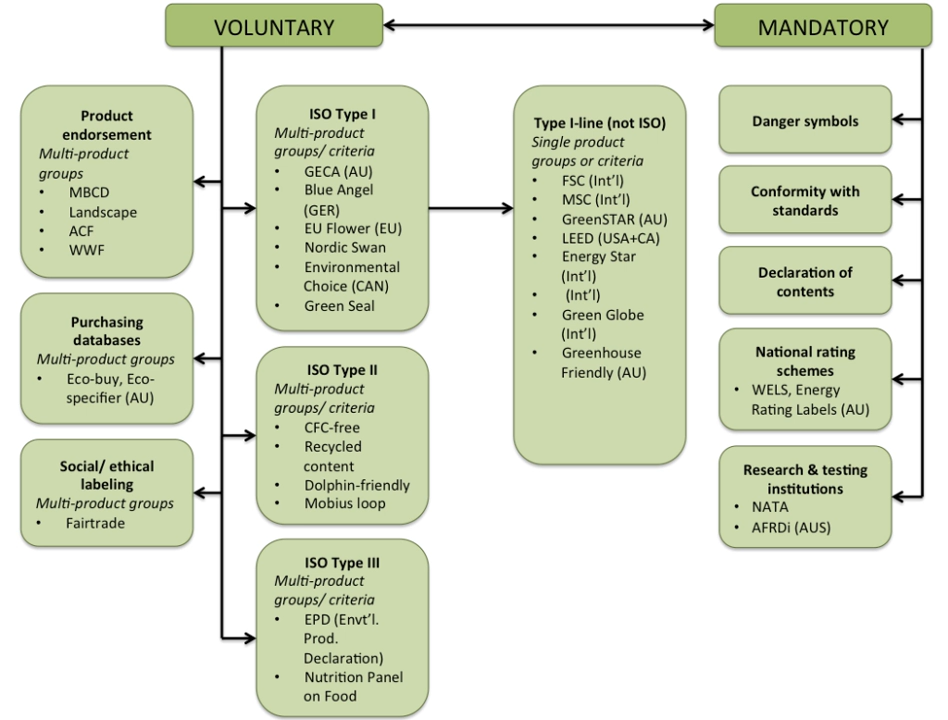 VOLUNTARY
MANDATORY
Product
endorsement
Multi-product
groups
• MBCD
• Landscape
• ACF
• WWF
Purchasing
databases
Multi-product groups
• Eco-buy, Eco-
specifier (AU)
Social/ ethical
labeling
Multi-product groups
• Fairtrade
ISO Type I
Multi-product
groups/ criteria
• GECA (AU)
• Blue Angel
(GER)
• EU Flower (EU)
• Nordic Swan
• Environmental
Choice (CAN)
• Green Seal
ISO Type II
Multi-product
groups/ criteria
• CFC-free
• Recycled
content
• Dolphin-friendly
• Mobius loop
ISO Type III
Multi-product
groups/ criteria
• EPD (Envt’l.
Prod.
Declaration)
• Nutrition Panel
on Food
Type I-line (not ISO)
Single product
groups or criteria
• FSC (Int’l)
• MSC (Int’l)
• GreenSTAR (AU)
• LEED (USA+CA)
• Energy Star
(Int’l)
• (Int’l)
• Green Globe
(Int’l)
• Greenhouse
Friendly (AU)
Danger symbols
Conformity with
standards
Declaration of
contents
National rating
schemes
• WELS, Energy
Rating Labels (AU)
Research & testing
institutions
• NATA
• AFRDi (AUS)